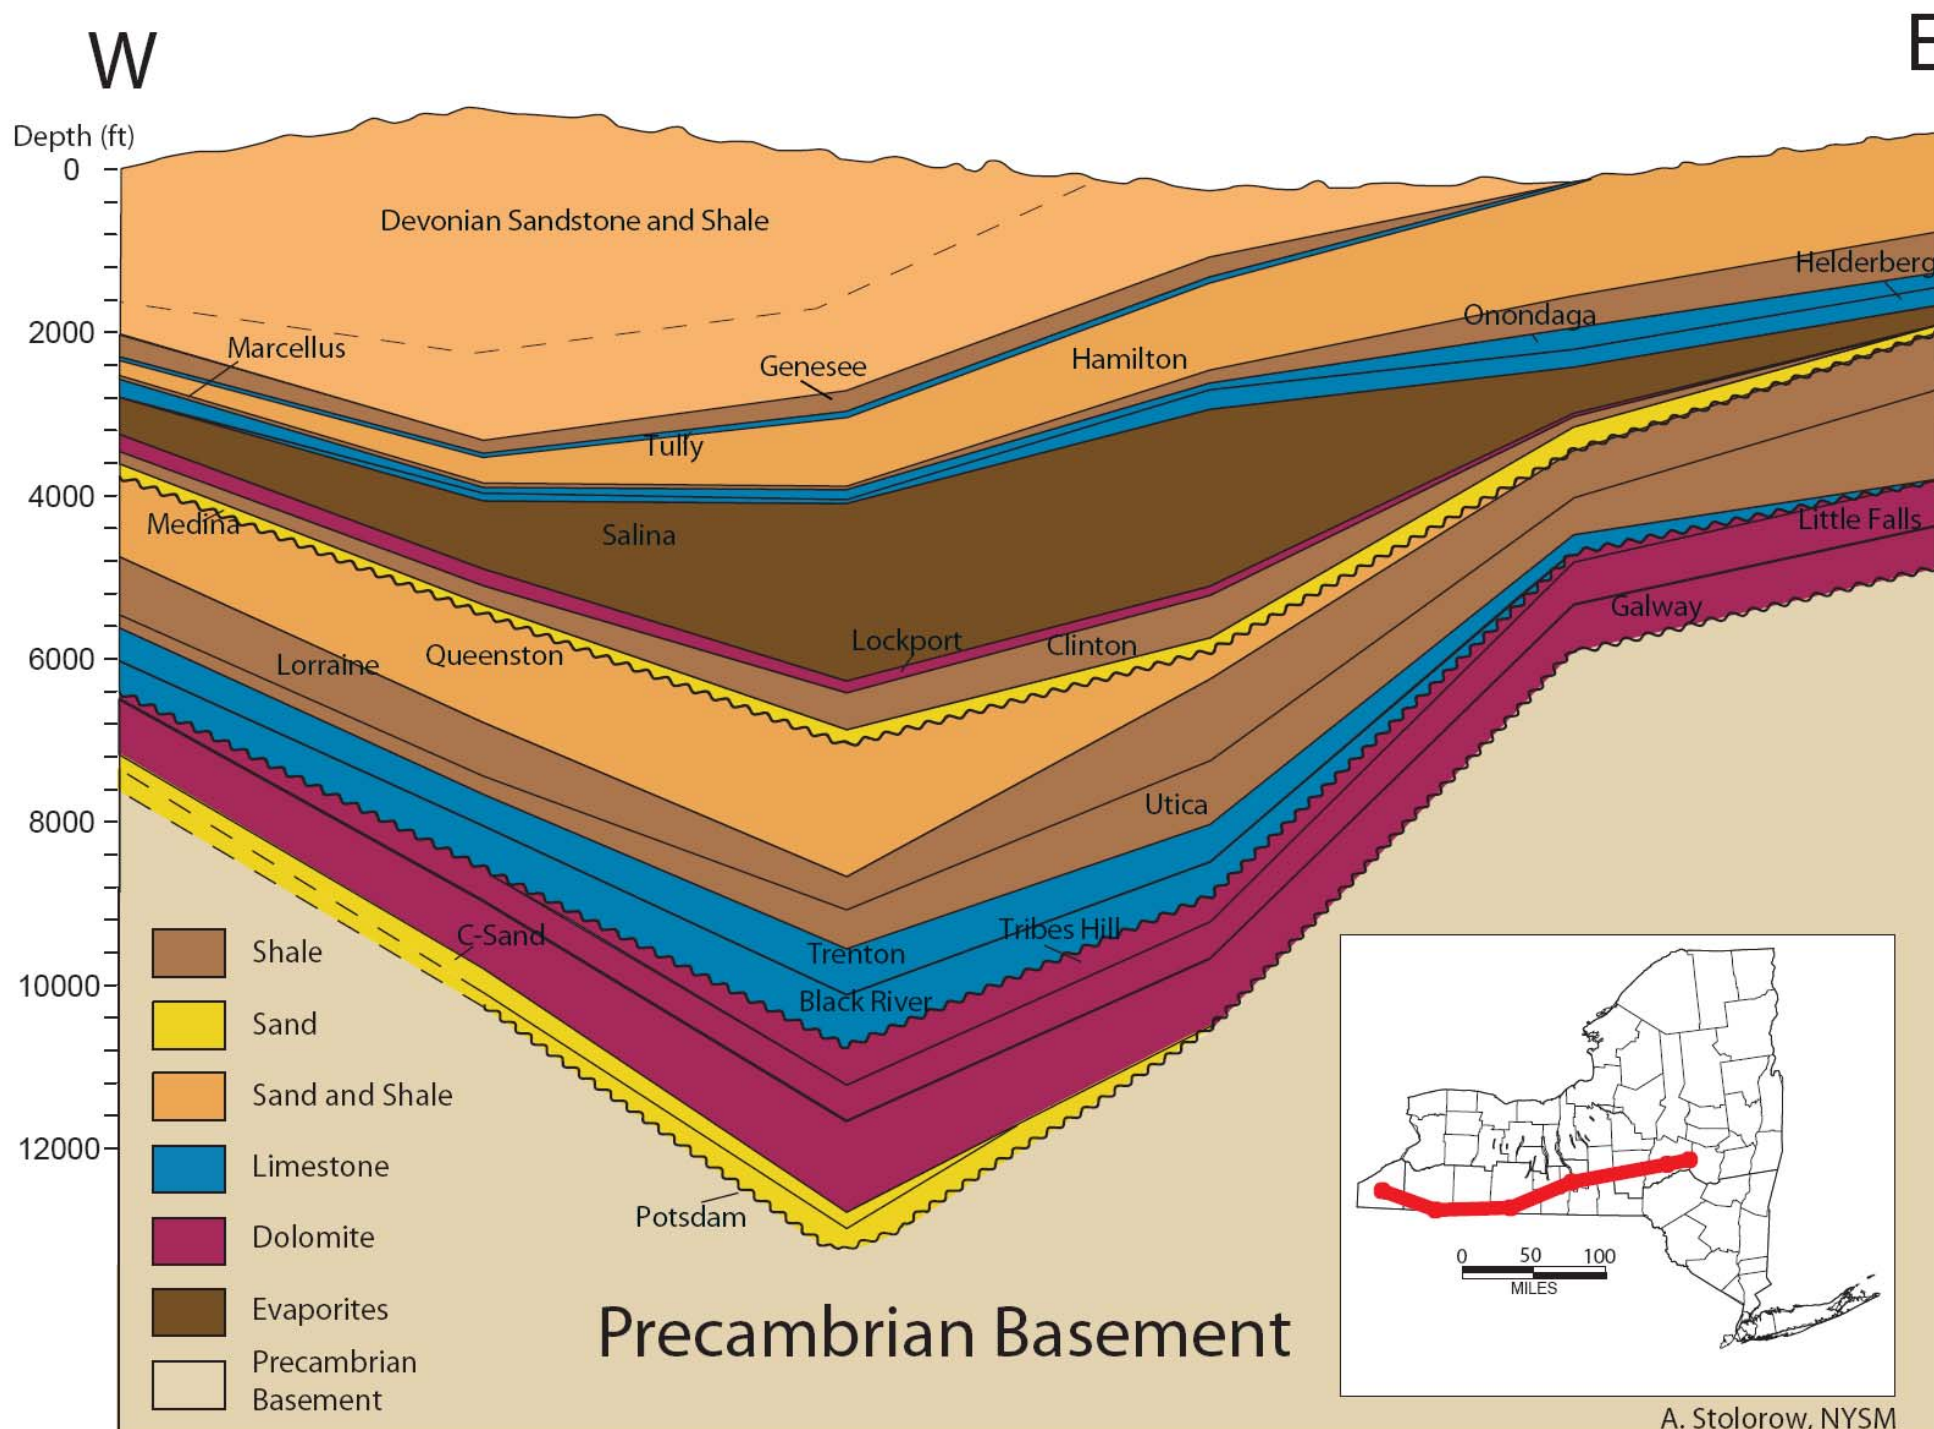 W
E
Depth (ft)
0
2000
4000
6000
8000
10000
12000
Devonian Sandstone and Shale
Marcellus
Genesee
Tully
Hamilton
Onondaga
Helderberg
Medina
Salina
Lorraine
Queenston
Lockport
Clinton
Little Falls
Galway
Utica
C-Sand
Trenton
Tribes Hill
Black River
Potsdam
Shale
Sand
Sand and Shale
Limestone
Dolomite
Evaporites
Precambrian
Basement
Precambrian Basement
0 50 100
MILES
A. Stolorow, NYSM